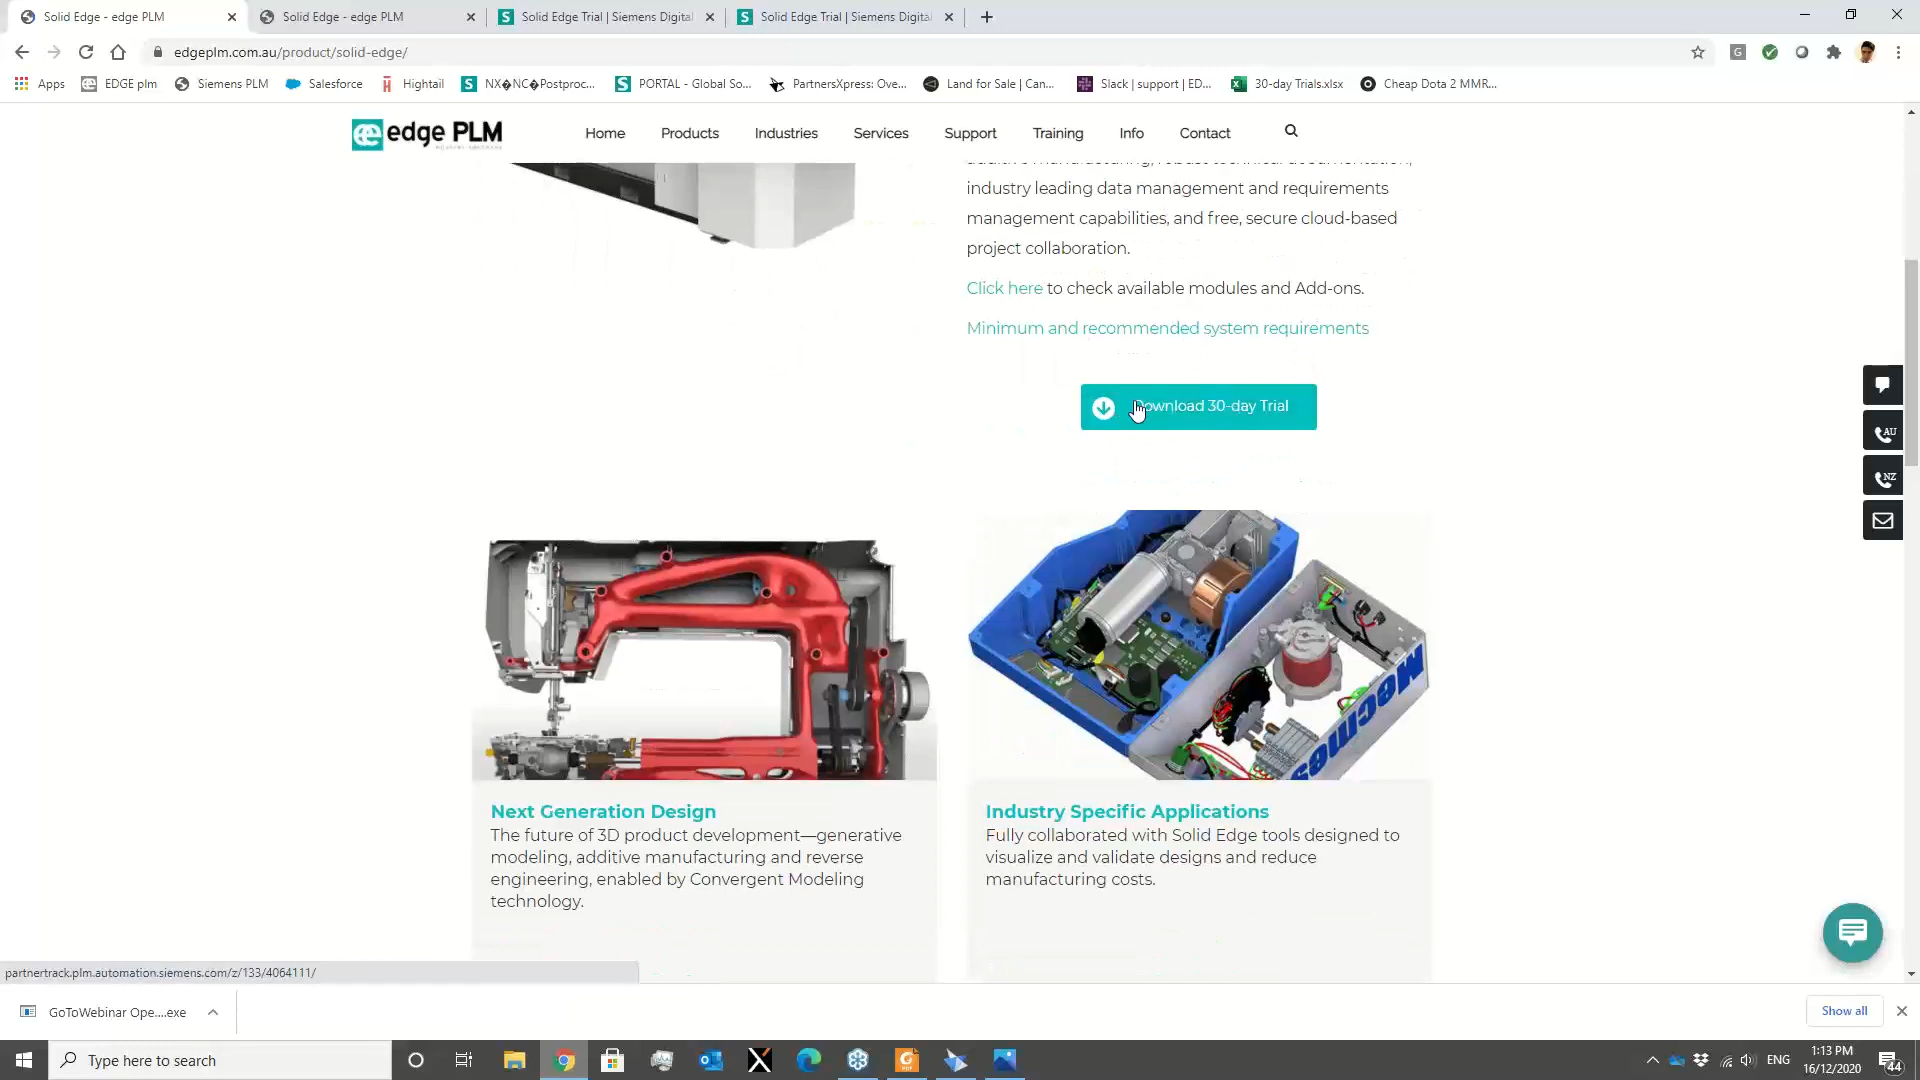 Solid Edge - edge PLM
Solid Edge - edge PLM
Solid Edge Trial | Siemens Digital
Solid Edge Trial | Siemens Digital
edgeplm.com.au/product/solid-edge/
Apps
EDGE plm
Siemens PLM
Salesforce
Hightail
NX�NC�Postproc...
PORTAL - Global So...
PartnersXpress: Ove...
Land for Sale | Can...
Slack | support | ED...
30-day Trials.xlsx
Cheap Dota 2 MMR...
edge PLM
Home
Products
Industries
Services
Support
Training
Info
Contact
industry leading data management and requirements
management capabilities, and free, secure cloud-based
project collaboration.
Click here to check available modules and Add-ons.
Minimum and recommended system requirements
Download 30-day Trial
AU
NZ
Next Generation Design
The future of 3D product development—generative
modeling, additive manufacturing and reverse
engineering, enabled by Convergent Modeling
technology.
Industry Specific Applications
Fully collaborated with Solid Edge tools designed to
visualize and validate designs and reduce
manufacturing costs.
partnertrack.plm.automation.siemens.com/z/133/4064111/
GoToWebinar Ope....exe
Show all
Type here to search
ENG
1:13 PM
16/12/2020
44